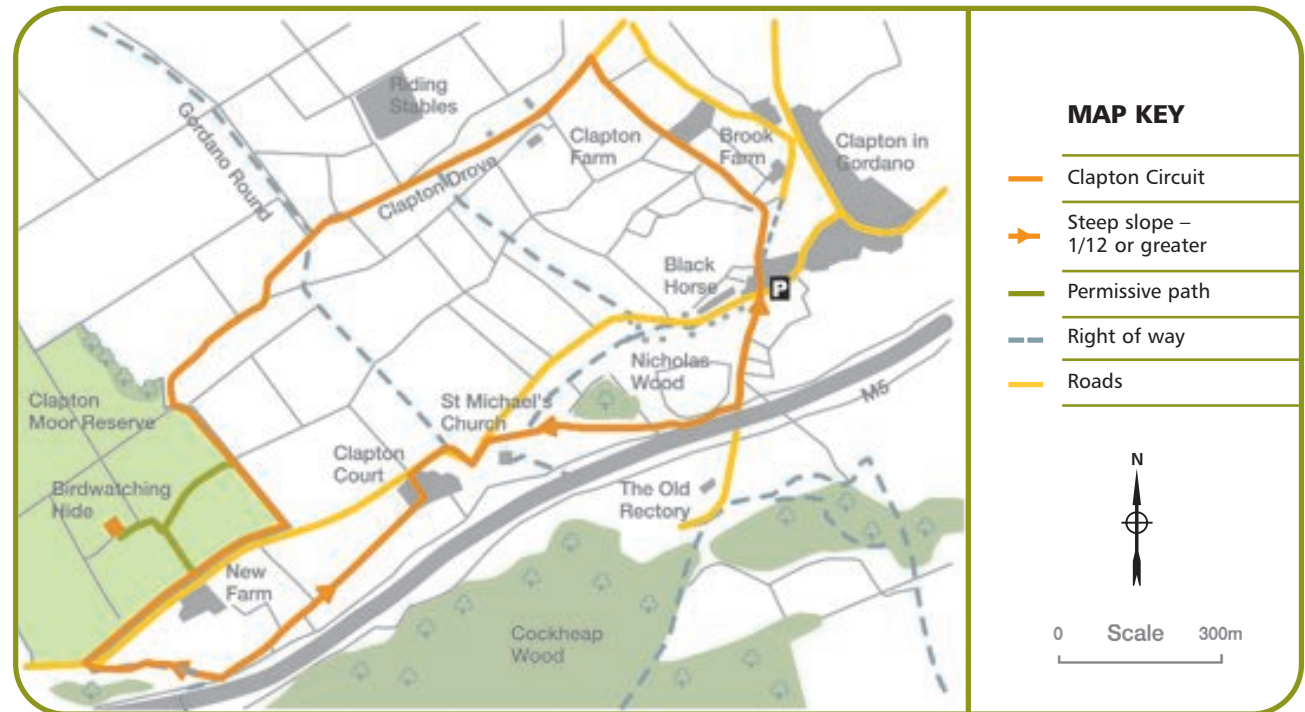 Riding
Stables
Gordano Round
Clapton
Farm
Brook
Farm
Clapton in
Gordano
Clapton Drove
Black
Horse
P
Nicholas
Wood
M5
Clapton
Moor Reserve
St Michael's
Church
Clapton
Court
Birdwatching
Hide
The Old
Rectory
New
Farm
Cockheap
Wood
MAP KEY
Clapton Circuit
Steep slope –
1/12 or greater
Permissive path
Right of way
Roads
N
0 Scale 300m